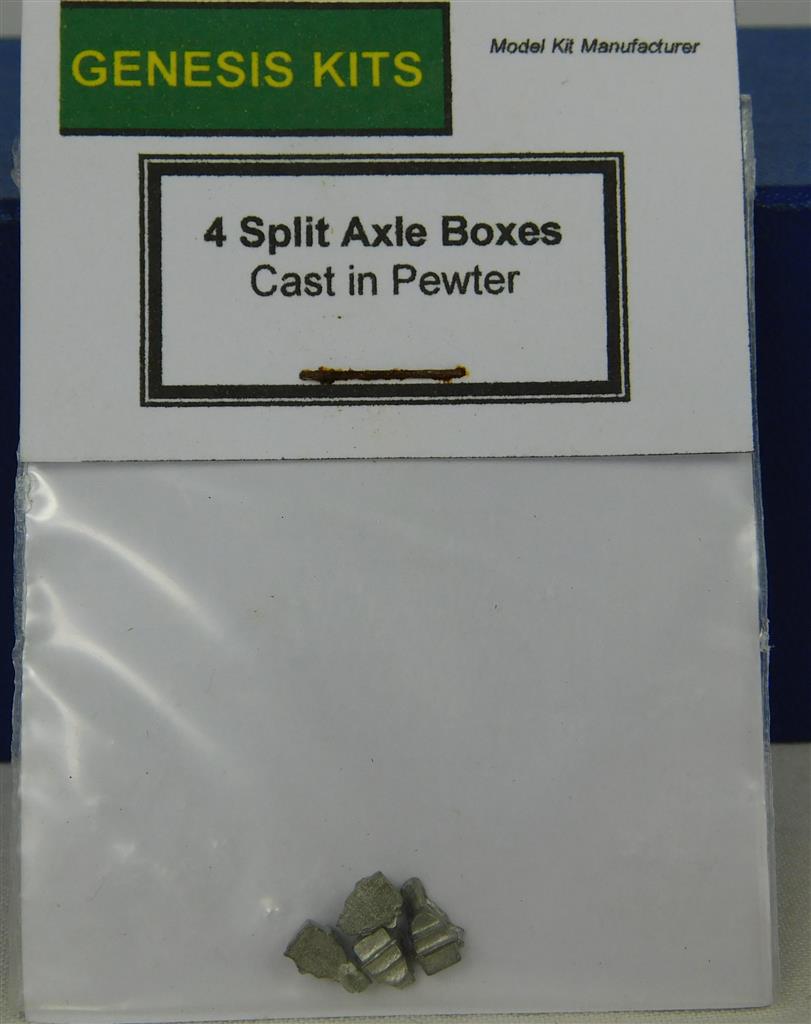 GENESIS KITS
Model Kit Manufacturer
4 Split Axle Boxes
Cast in Pewter